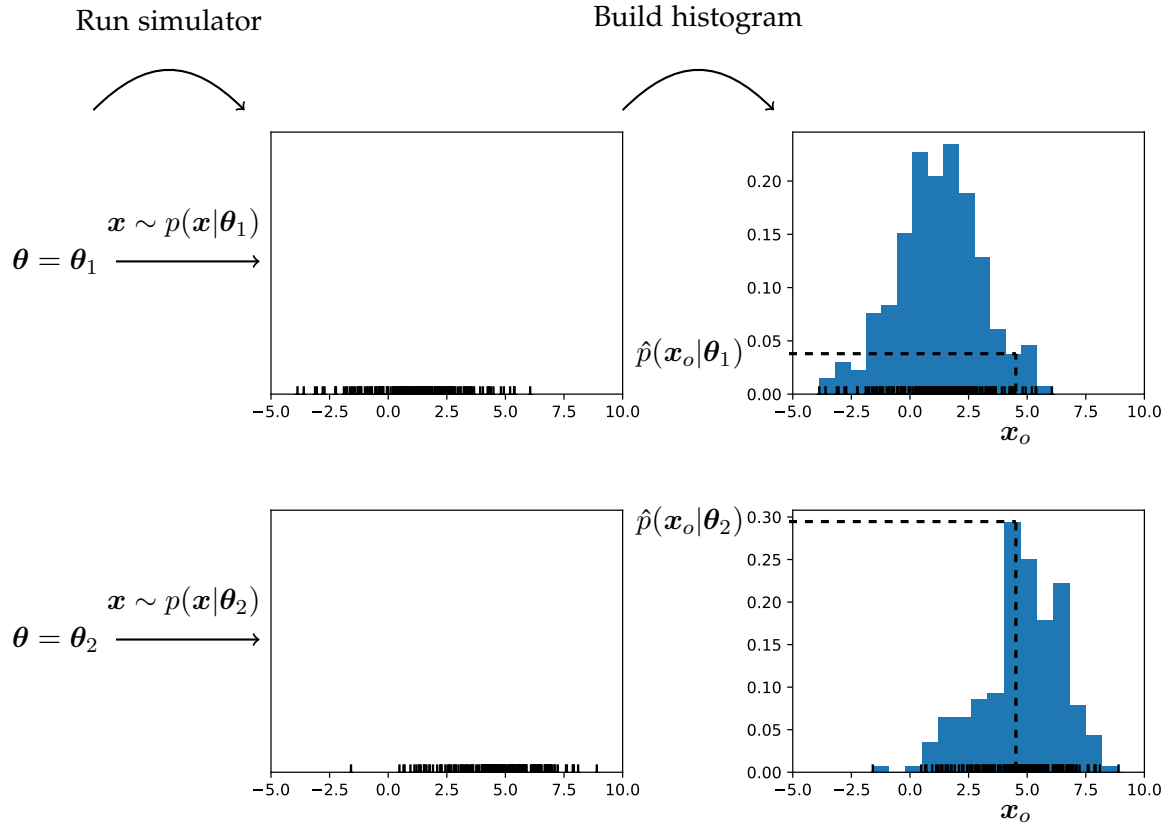 Run simulator
Build histogram
x ∼ p(x|θ₁)
θ = θ₁
−5.0 −2.5 0.0 2.5 5.0 7.5 10.0
0.20
0.15
0.10
0.05
0.00
p̂(xₒ|θ₁)
−5.0 −2.5 0.0 2.5 5.0 7.5 10.0
xₒ
x ∼ p(x|θ₂)
θ = θ₂
−5.0 −2.5 0.0 2.5 5.0 7.5 10.0
p̂(xₒ|θ₂)
0.30
0.25
0.20
0.15
0.10
0.05
0.00
−5.0 −2.5 0.0 2.5 5.0 7.5 10.0
xₒ